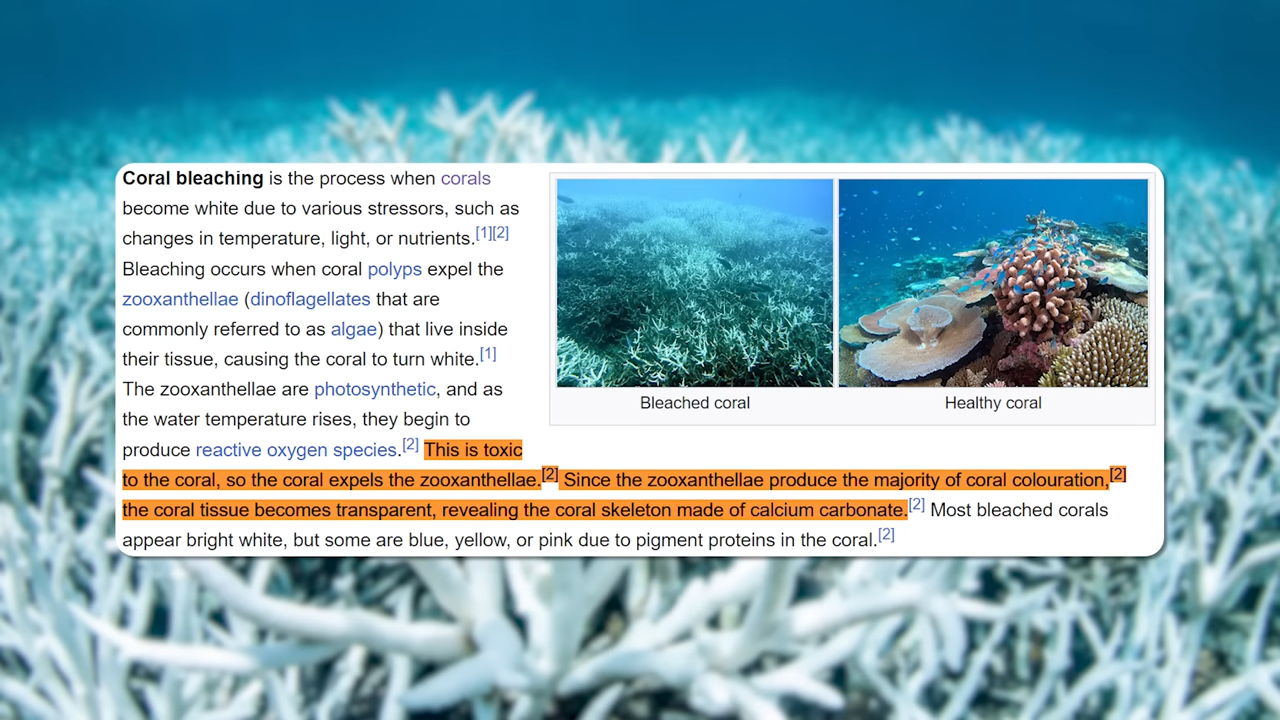 Coral bleaching is the process when corals
become white due to various stressors, such as
changes in temperature, light, or nutrients.[1][2]
Bleaching occurs when coral polyps expel the
zooxanthellae (dinoflagellates that are
commonly referred to as algae) that live inside
their tissue, causing the coral to turn white.[1]
The zooxanthellae are photosynthetic, and as
the water temperature rises, they begin to
produce reactive oxygen species.[2] This is toxic
to the coral, so the coral expels the zooxanthellae.[2] Since the zooxanthellae produce the majority of coral colouration,[2]
the coral tissue becomes transparent, revealing the coral skeleton made of calcium carbonate.[2] Most bleached corals
appear bright white, but some are blue, yellow, or pink due to pigment proteins in the coral.[2]
Bleached coral
Healthy coral